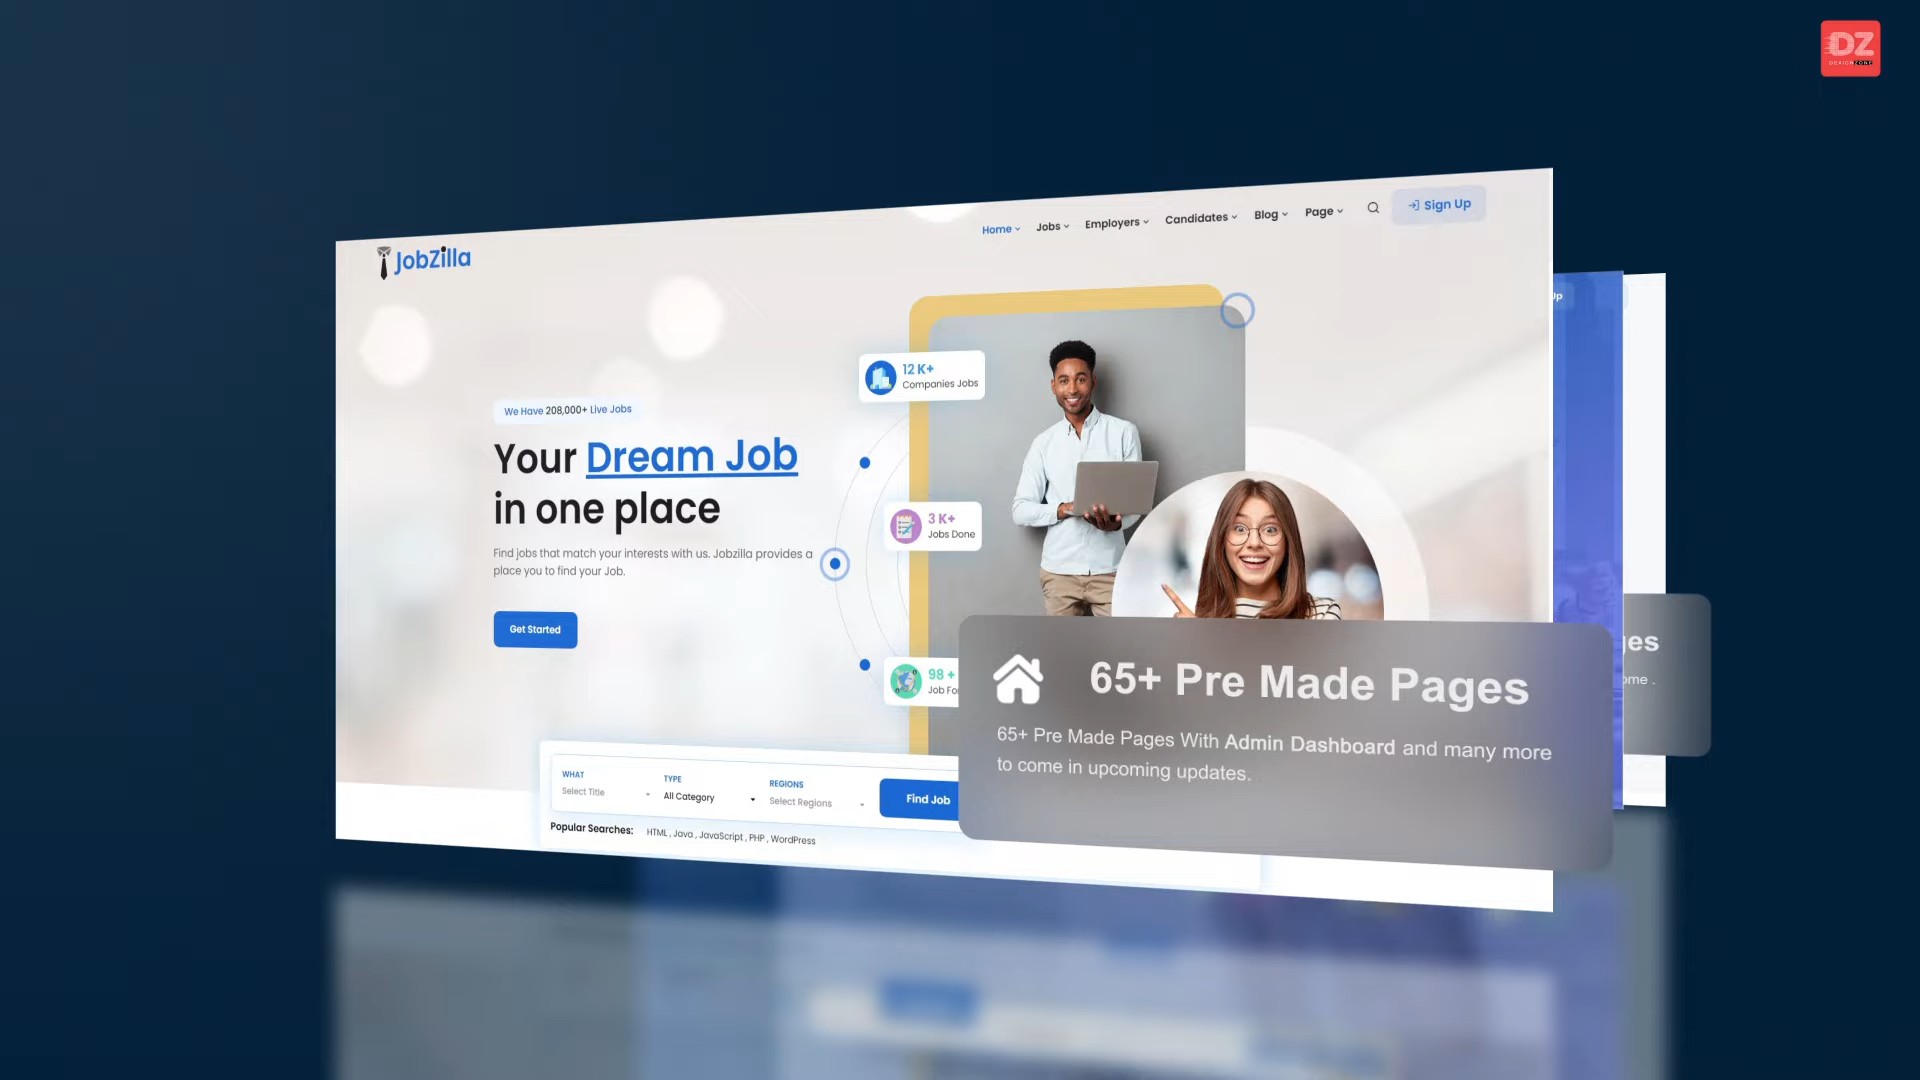 DZ
DESIGNZONE
JobZilla
Home
Jobs
Employers
Candidates
Blog
Page
Sign Up
We Have 208,000+ Live Jobs
Your Dream Job
in one place
Find jobs that match your interests with us. Jobzilla provides a
place you to find your Job.
Get Started
12 K+
Companies Jobs
3 K+
Jobs Done
98 +
Job
WHAT
Select Title
TYPE
All Category
REGIONS
Select Regions
Find Job
Popular Searches: HTML , Java , JavaScript , PHP , WordPress
65+ Pre Made Pages
65+ Pre Made Pages With Admin Dashboard and many more
to come in upcoming updates.